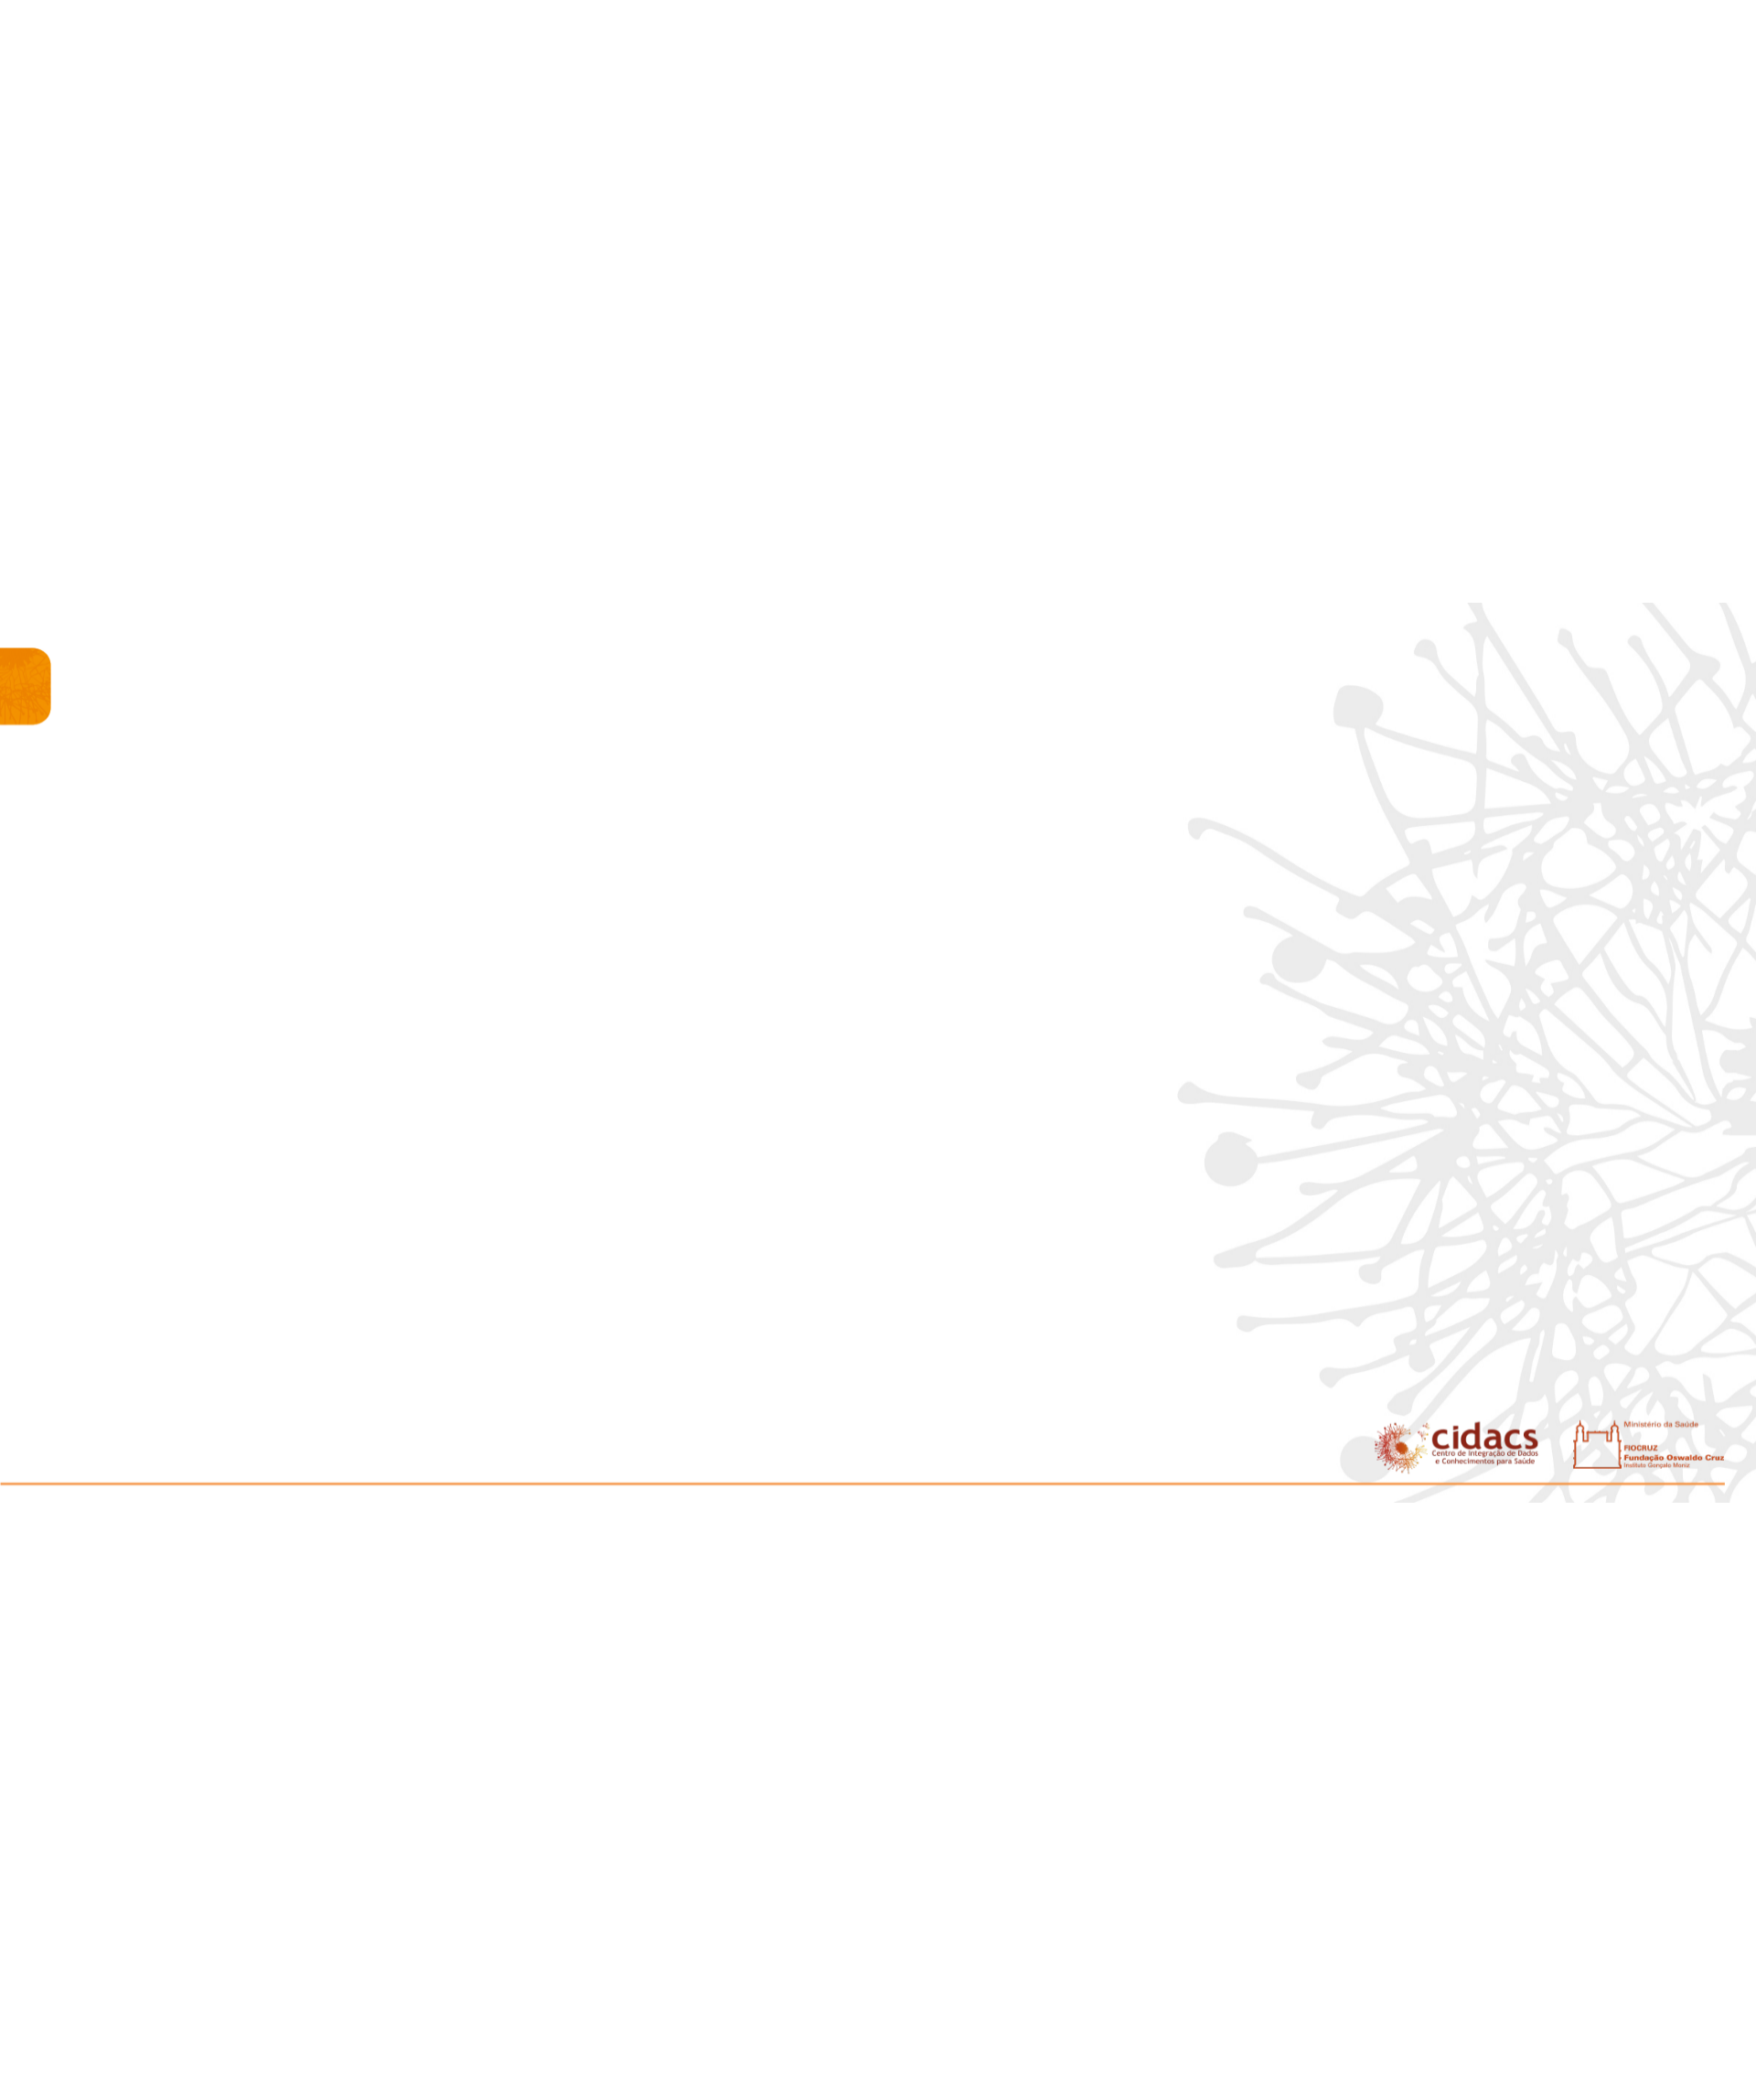 cidacs
Centro de Integração de Dados
e Conhecimentos para Saúde
Ministério da Saúde
FIOCRUZ
Fundação Oswaldo Cruz
Instituto Gonçalo Moniz